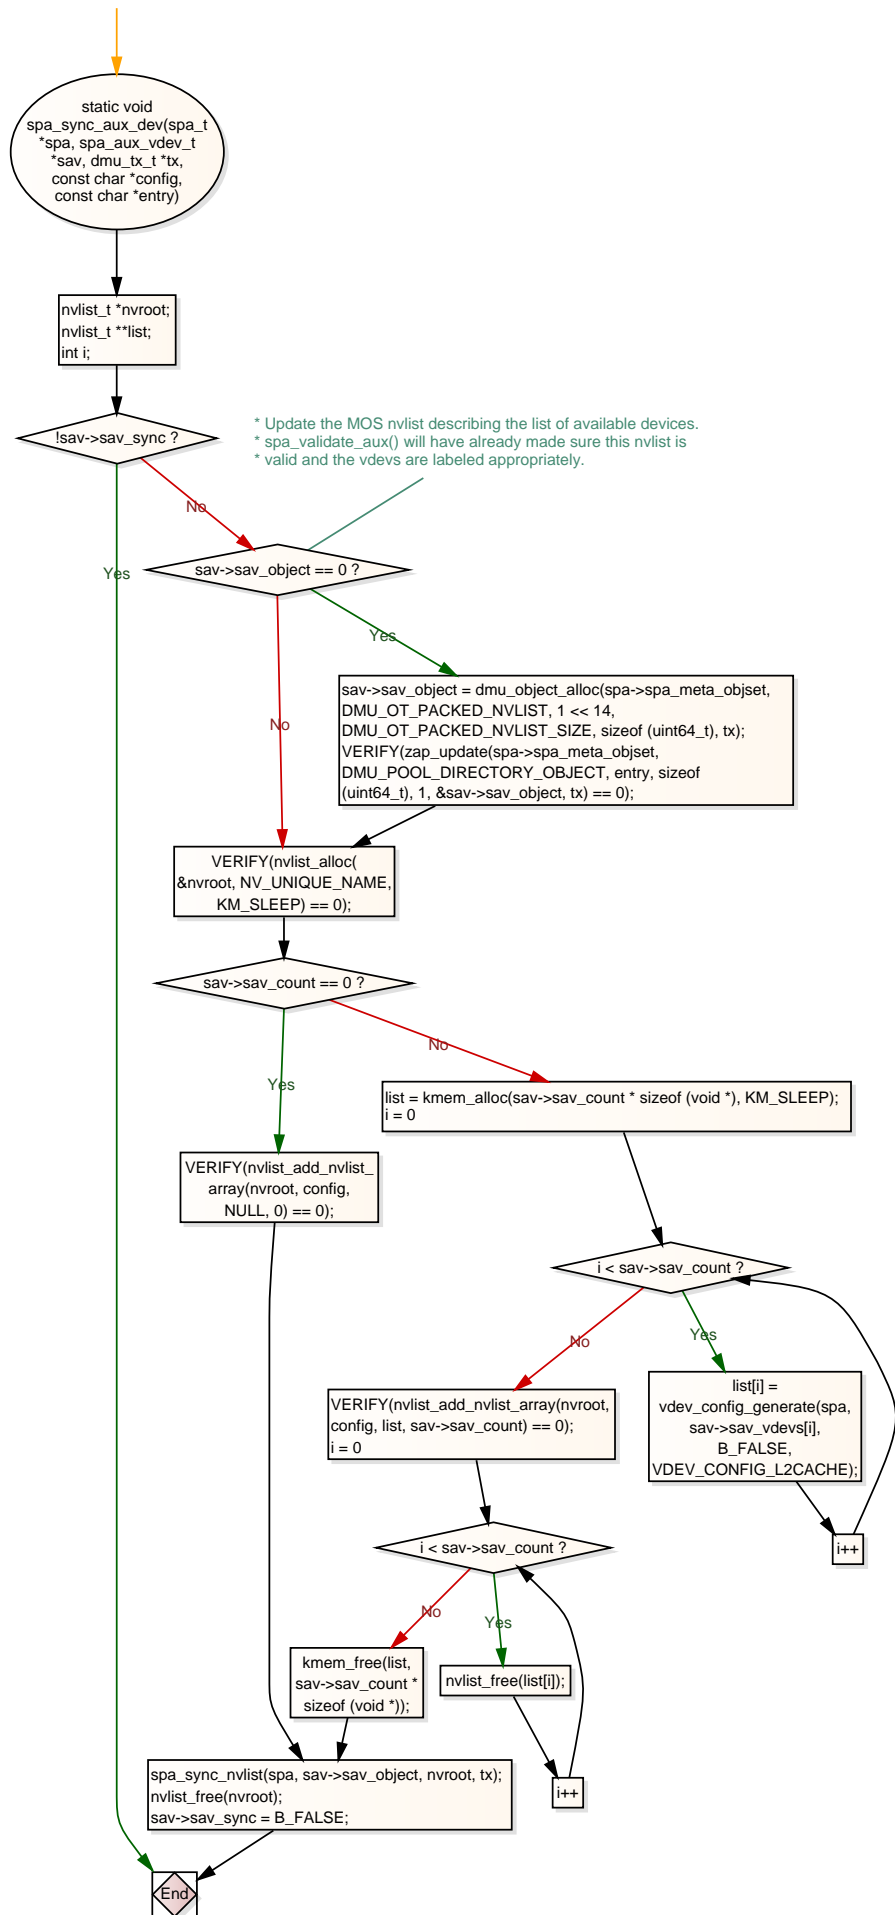 static void
spa_sync_aux_dev(spa_t
*spa, spa_aux_vdev_t
*sav, dmu_tx_t *tx,
const char *config,
const char *entry)
nvlist_t *nvroot;
nvlist_t **list;
int i;
!sav->sav_sync ?
* Update the MOS nvlist describing the list of available devices.
* spa_validate_aux() will have already made sure this nvlist is
* valid and the vdevs are labeled appropriately.
No
Yes
sav->sav_object == 0 ?
Yes
No
sav->sav_object = dmu_object_alloc(spa->spa_meta_objset,
DMU_OT_PACKED_NVLIST, 1 << 14,
DMU_OT_PACKED_NVLIST_SIZE, sizeof (uint64_t), tx);
VERIFY(zap_update(spa->spa_meta_objset,
DMU_POOL_DIRECTORY_OBJECT, entry, sizeof
(uint64_t), 1, &sav->sav_object, tx) == 0);
VERIFY(nvlist_alloc(
&nvroot, NV_UNIQUE_NAME,
KM_SLEEP) == 0);
sav->sav_count == 0 ?
No
Yes
list = kmem_alloc(sav->sav_count * sizeof (void *), KM_SLEEP);
i = 0
VERIFY(nvlist_add_nvlist_
array(nvroot, config,
NULL, 0) == 0);
i < sav->sav_count ?
No
Yes
VERIFY(nvlist_add_nvlist_array(nvroot,
config, list, sav->sav_count) == 0);
i = 0
list[i] =
vdev_config_generate(spa,
sav->sav_vdevs[i],
B_FALSE,
VDEV_CONFIG_L2CACHE);
i++
i < sav->sav_count ?
No
Yes
kmem_free(list,
sav->sav_count *
sizeof (void *));
nvlist_free(list[i]);
i++
spa_sync_nvlist(spa, sav->sav_object, nvroot, tx);
nvlist_free(nvroot);
sav->sav_sync = B_FALSE;
End